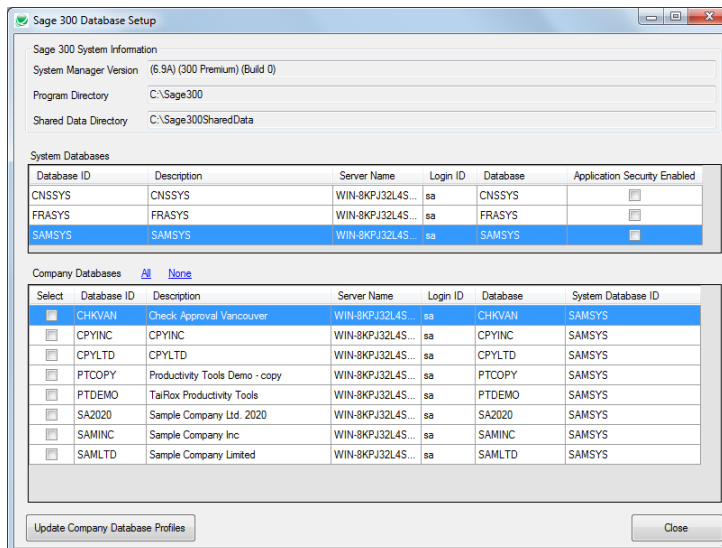 Sage 300 Database Setup
Sage 300 System Information
System Manager Version (6.9A) (300 Premium) (Build 0)
Program Directory C:\Sage300
Shared Data Directory C:\Sage300SharedData
System Databases
Database ID Description Server Name Login ID Database Application Security Enabled
CNSSYS CNSSYS WIN-8KPJ32L4S... sa CNSSYS
FRASYS FRASYS WIN-8KPJ32L4S... sa FRASYS
SAMSYS SAMSYS WIN-8KPJ32L4S... sa SAMSYS
Company Databases All None
Select Database ID Description Server Name Login ID Database System Database ID
CHKVAN Check Approval Vancouver WIN-8KPJ32L4S... sa CHKVAN SAMSYS
CPYINC CPYINC WIN-8KPJ32L4S... sa CPYINC SAMSYS
CPYLTD CPYLTD WIN-8KPJ32L4S... sa CPYLTD SAMSYS
PTCOPY Productivity Tools Demo - copy WIN-8KPJ32L4S... sa PTCOPY SAMSYS
PTDEMO TaiRox Productivity Tools WIN-8KPJ32L4S... sa PTDEMO SAMSYS
SA2020 Sample Company Ltd. 2020 WIN-8KPJ32L4S... sa SA2020 SAMSYS
SAMINC Sample Company Inc WIN-8KPJ32L4S... sa SAMINC SAMSYS
SAMLTD Sample Company Limited WIN-8KPJ32L4S... sa SAMLTD SAMSYS
Update Company Database Profiles Close